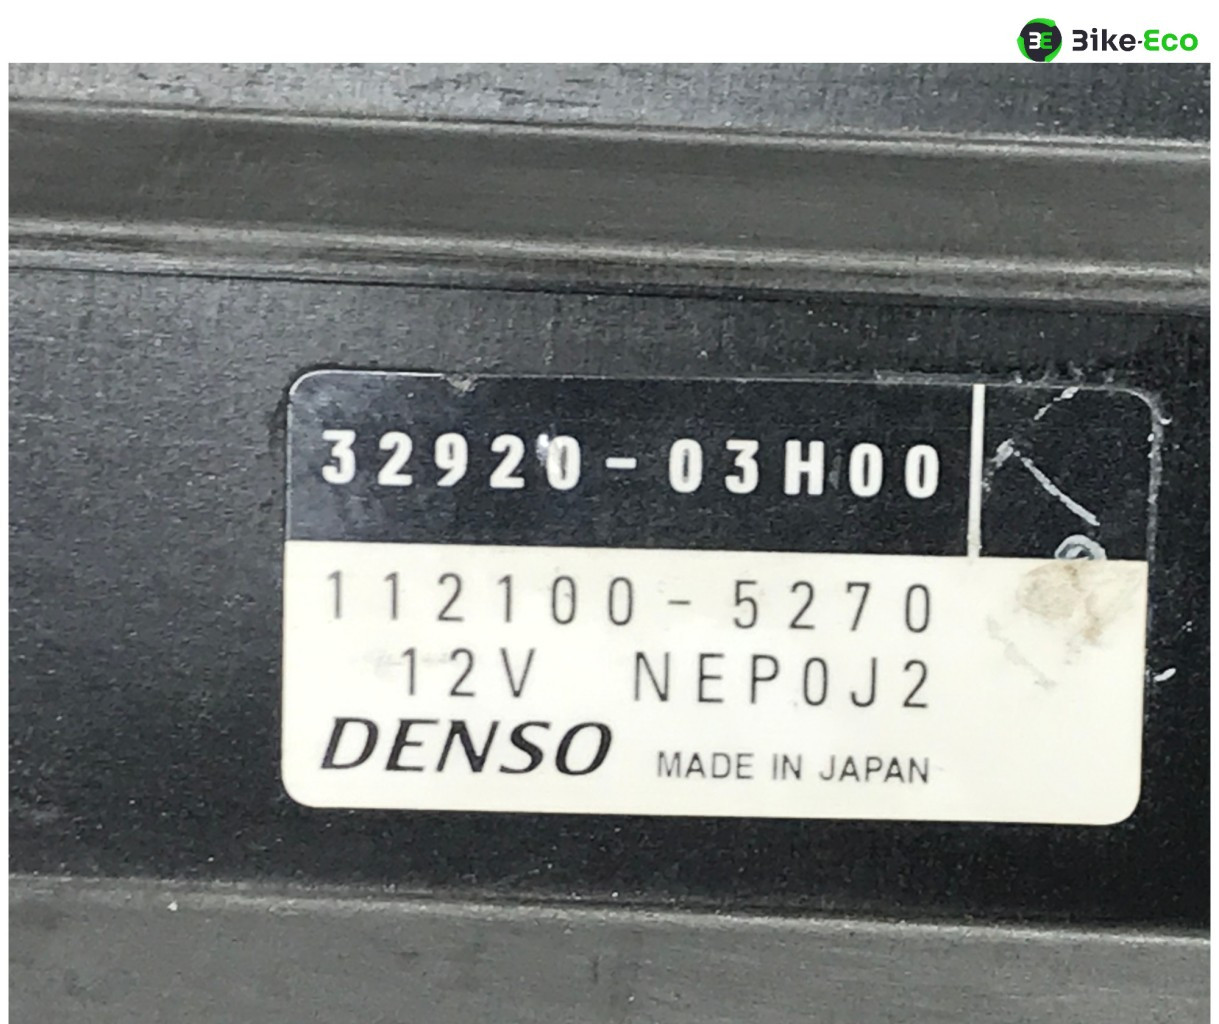 Bike-Eco
32920-03H00
112100-5270
12V NEP0J2
DENSO MADE IN JAPAN